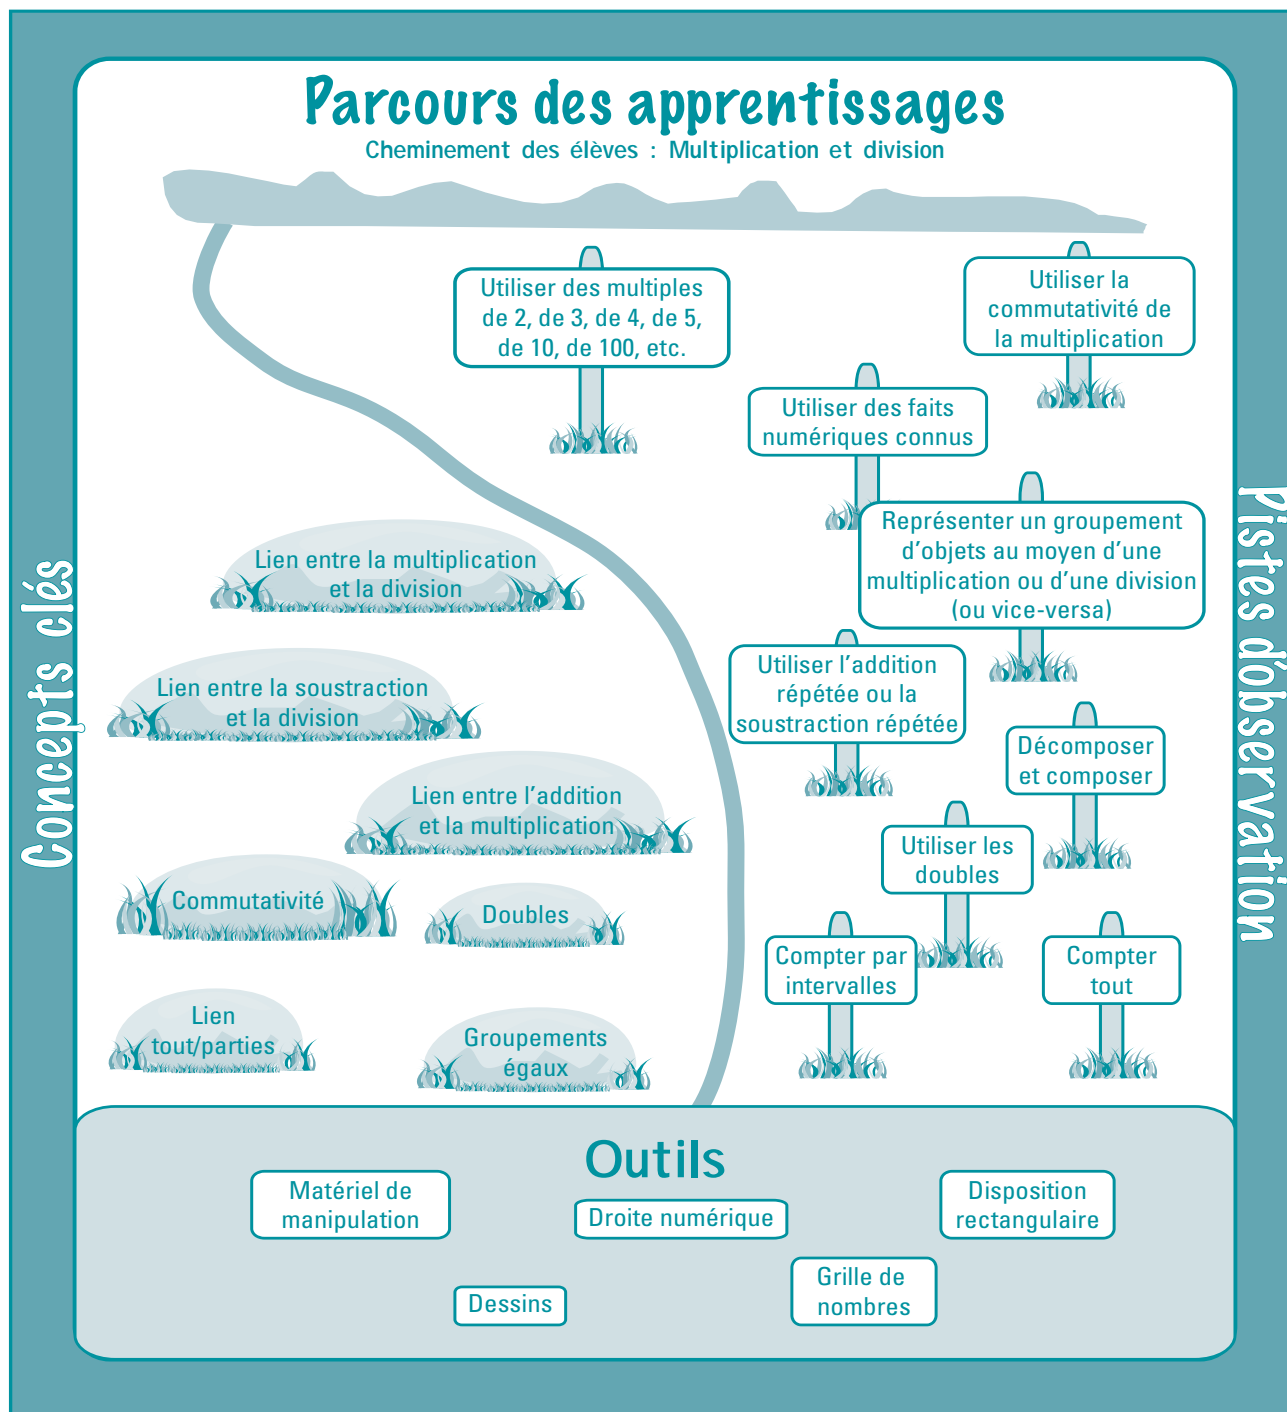 Parcours des apprentissages
Cheminement des élèves : Multiplication et division
Utiliser des multiples
de 2, de 3, de 4, de 5,
de 10, de 100, etc.
Utiliser la
commutativité de
la multiplication
Utiliser des faits
numériques connus
Représenter un groupement
d’objets au moyen d’une
multiplication ou d’une division
(ou vice-versa)
Lien entre la multiplication
et la division
Utiliser l’addition
répétée ou la
soustraction répétée
Lien entre la soustraction
et la division
Décomposer
et composer
Lien entre l’addition
et la multiplication
Utiliser les
doubles
Commutativité
Doubles
Compter par
intervalles
Compter
tout
Lien
tout/parties
Groupements
égaux
Concepts clés
Pistes d’observation
Outils
Matériel de
manipulation
Droite numérique
Disposition
rectangulaire
Dessins
Grille de
nombres